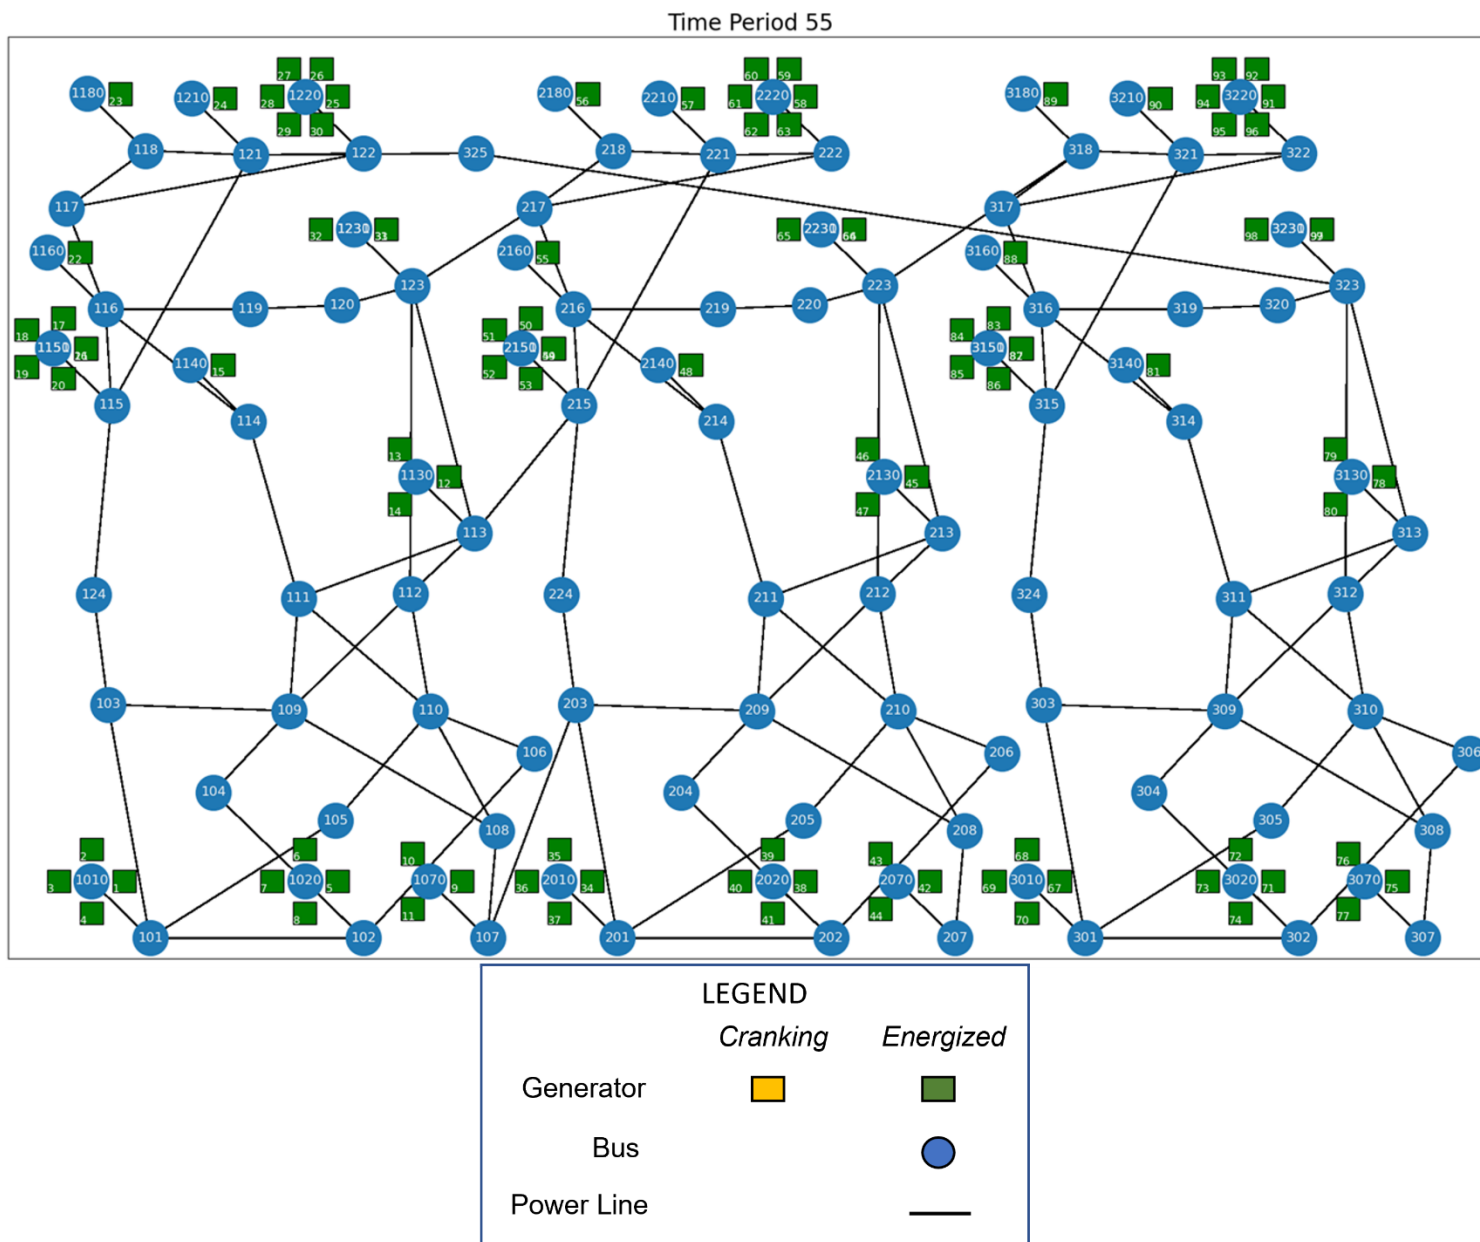 Time Period 55
27 26 60 59 93 92
1180 23 1210 24 28 1220 25 2180 56 2210 57 61 2220 58 3180 89 3210 90 94 3220 91
29 30 62 63 95 96
118 121 122 325 218 221 222 318 321 322
117 217 317
32 1230 65 2230 98 3230
1160 22 2160 55 3160 88
123 223 323
116 119 120 216 219 220 316 319 320
18 17 51 50 84 83
1150 2150 3150
19 20 1140 15 52 53 2140 48 85 86 3140 81
115 114 215 214 315 314
13 46 79
1130 12 2130 45 3130 78
14 47 80
113 213 313
124 111 112 224 211 212 324 311 312
103 109 110 203 209 210 303 309 310
106 206 306
104 204 304
105 108 205 208 305 308
2 6 10 35 39 43 68 72 76
3 1010 1 7 1020 5 1070 9 36 2010 34 40 2020 38 2070 42 69 3010 67 73 3020 71 3070 75
4 8 11 37 41 44 70 74 77
101 102 107 201 202 207 301 302 307
LEGEND
Cranking Energized
Generator
Bus
Power Line